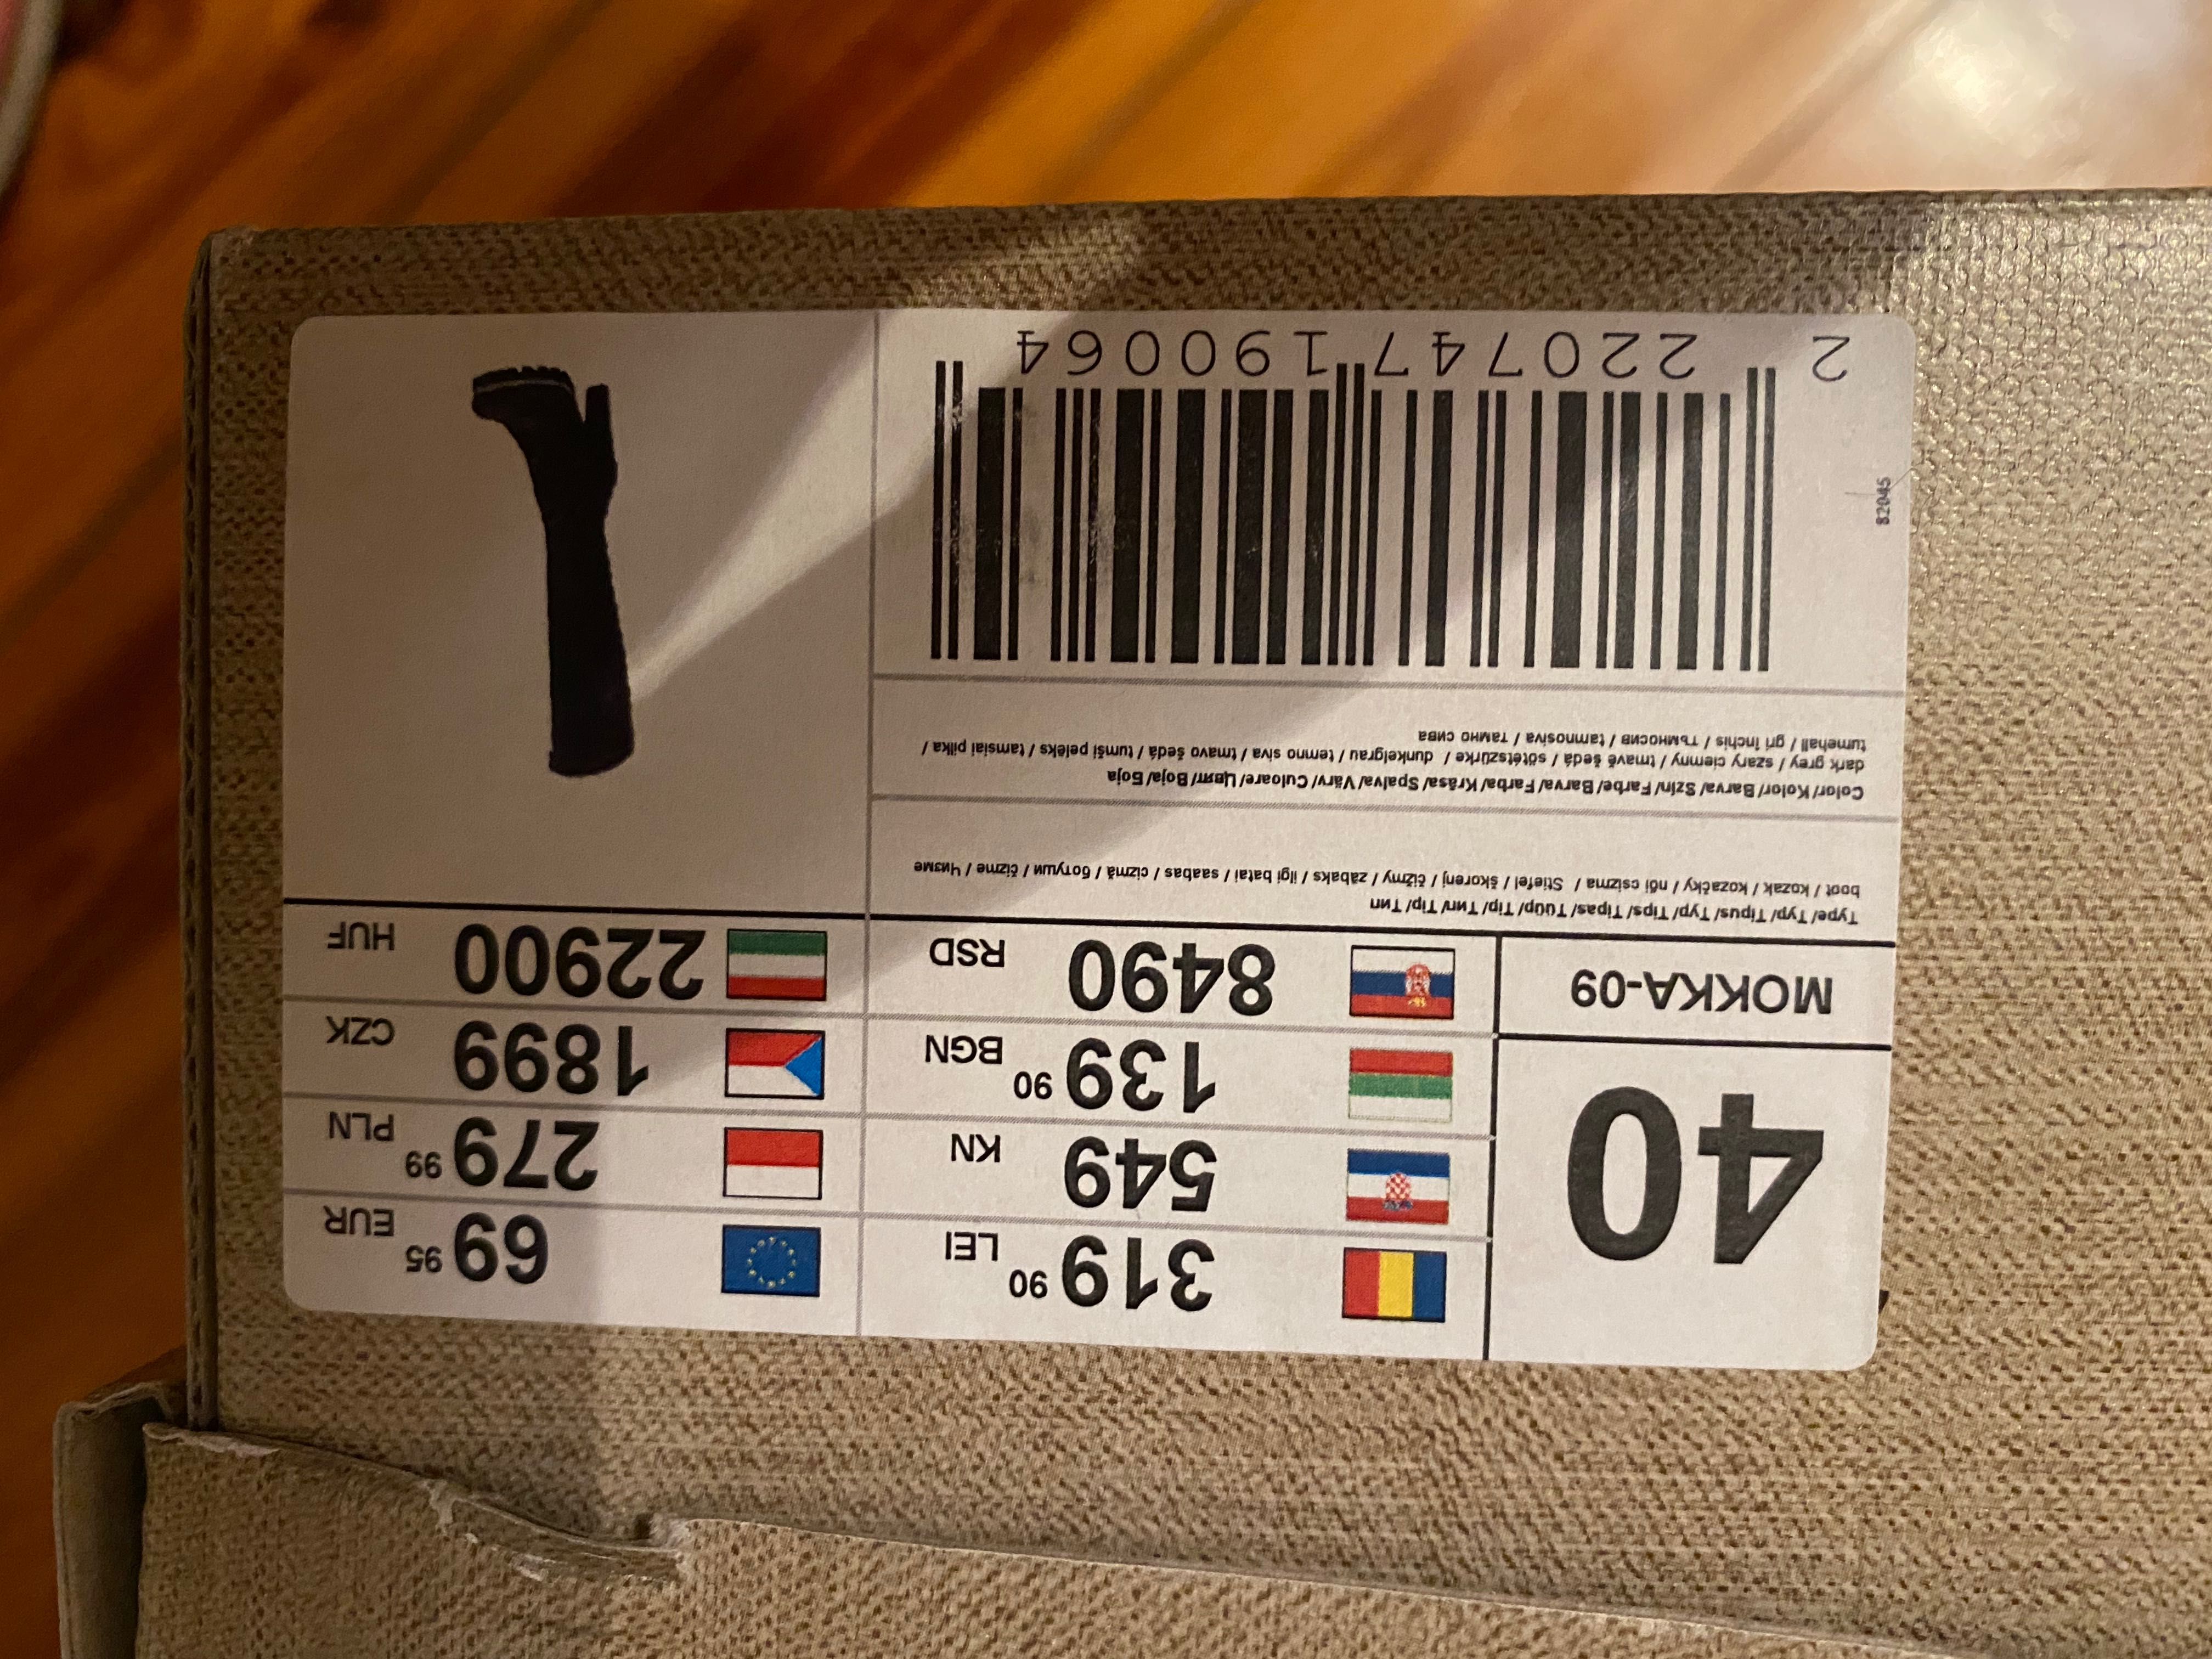 40
319 90 LEI
69 95 EUR
549 KN
279 99 PLN
139 90 BGN
1899 CZK
MOKKA-09
8490 RSD
22900 HUF
Type/ Typ/ Típus/ Typ/ Tips/ Tipas/ Tüüp/ Tip/ Тип/ Tip/ Тип
boot / kozak / kozačky / női csizma / Stiefel / škorenj / čižmy / zābaks / ilgi batai / saabas / cizmă / ботуши / čizme / Чизме
Color/ Kolor/ Barva/ Szín/ Farbe/ Barva/ Farba/ Krāsa/ Spalva/ Värv/ Culoare/ Цвят/ Boja/ Боја
dark grey / szary ciemny / tmavě šedá / sötétszürke / dunkelgrau / temno siva / tmavo šedá / tumši pelēks / tamsiai pilka /
tumehall / gri închis / тъмносив / tamnosiva / тамно сива
82045
2 220747 190064